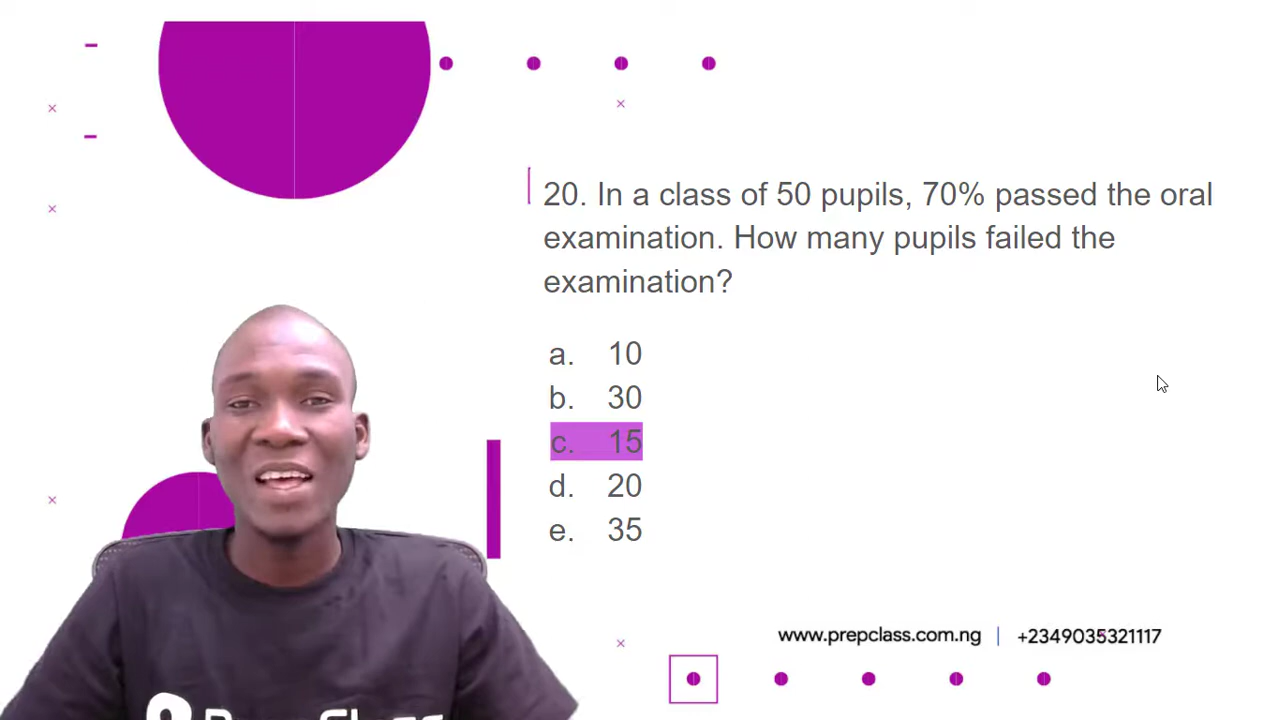 20. In a class of 50 pupils, 70% passed the oral
examination. How many pupils failed the
examination?
a. 10
b. 30
c. 15
d. 20
e. 35
www.prepclass.com.ng | +2349035321117